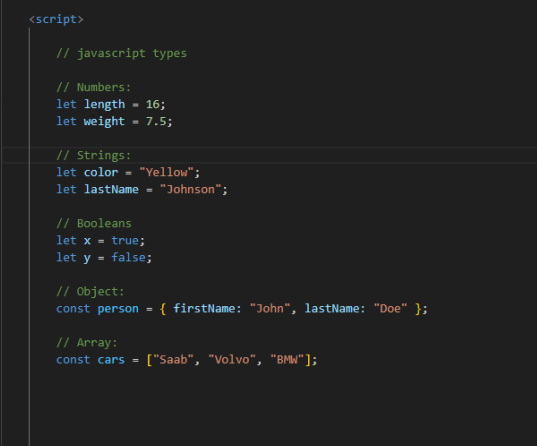 <script>
// javascript types
// Numbers:
let length = 16;
let weight = 7.5;
// Strings:
let color = "Yellow";
let lastName = "Johnson";
// Booleans
let x = true;
let y = false;
// Object:
const person = { firstName: "John", lastName: "Doe" };
// Array:
const cars = ["Saab", "Volvo", "BMW"];